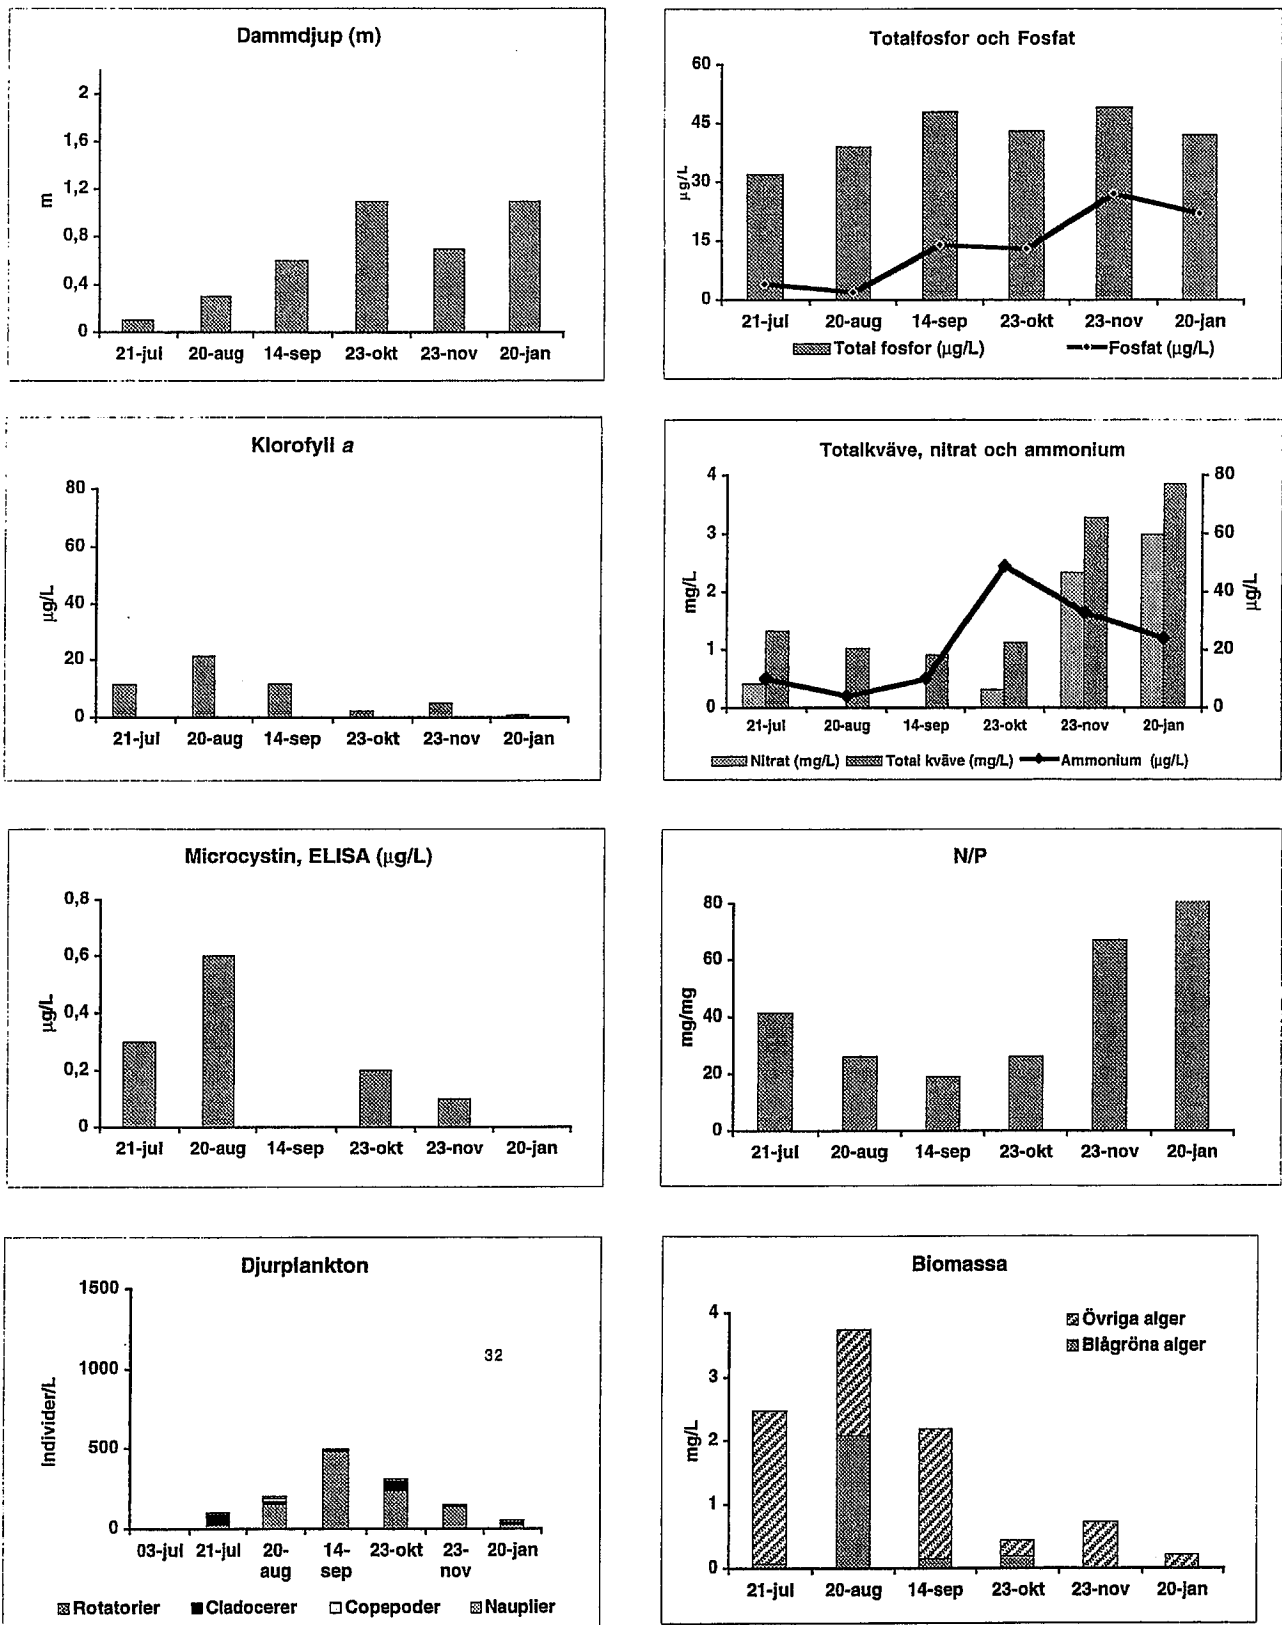 Dammdjup (m)
2
1,6
1,2
0,8
0,4
0
m
21-jul 20-aug 14-sep 23-okt 23-nov 20-jan
Totalfosfor och Fosfat
60
45
30
15
0
µg/L
21-jul 20-aug 14-sep 23-okt 23-nov 20-jan
Total fosfor (µg/L) Fosfat (µg/L)
Klorofyll a
80
60
40
20
0
µg/L
21-jul 20-aug 14-sep 23-okt 23-nov 20-jan
Totalkväve, nitrat och ammonium
4 80
3 60
2 40
1 20
0 0
mg/L
µg/L
21-jul 20-aug 14-sep 23-okt 23-nov 20-jan
Nitrat (mg/L) Total kväve (mg/L) Ammonium (µg/L)
Microcystin, ELISA (µg/L)
0,8
0,6
0,4
0,2
0
µg/L
21-jul 20-aug 14-sep 23-okt 23-nov 20-jan
N/P
80
60
40
20
0
mg/mg
21-jul 20-aug 14-sep 23-okt 23-nov 20-jan
Djurplankton
1500
1000
500
0
Individer/L
32
03-jul 21-jul 20-aug 14-sep 23-okt 23-nov 20-jan
Rotatorier Cladocerer Copepoder Nauplier
Biomassa
4
3
2
1
0
mg/L
Övriga alger
Blågröna alger
21-jul 20-aug 14-sep 23-okt 23-nov 20-jan